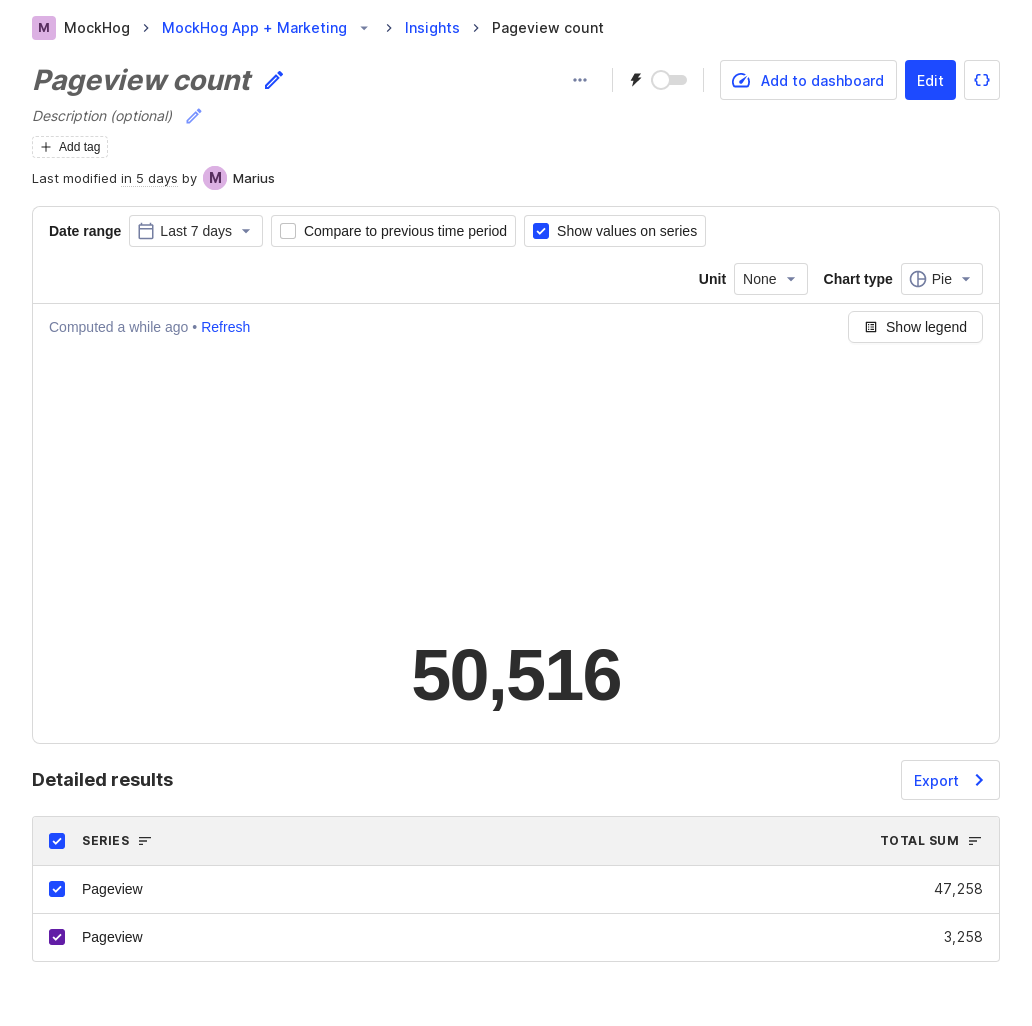 M MockHog MockHog App + Marketing Insights Pageview count
Pageview count
Add to dashboard Edit {}
Description (optional)
Add tag
Last modified in 5 days by M Marius
Date range Last 7 days Compare to previous time period Show values on series
Unit None Chart type Pie
Computed a while ago • Refresh Show legend
50,516
Detailed results Export
SERIES TOTAL SUM
Pageview 47,258
Pageview 3,258